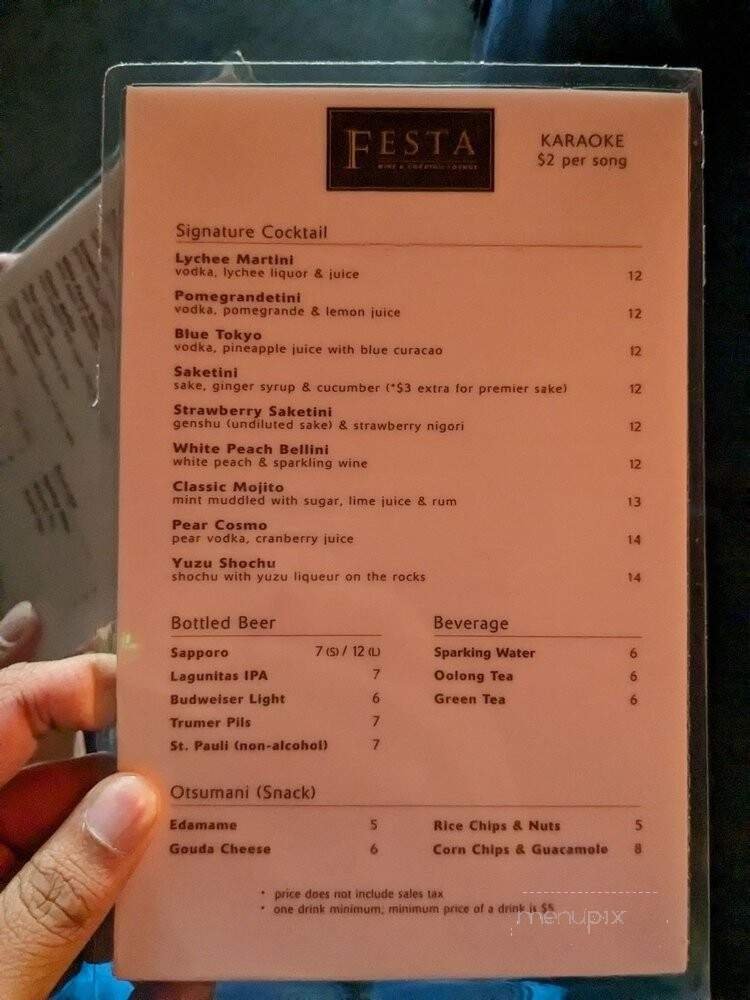 FESTA
WINE & COCKTAIL LOUNGE
KARAOKE
$2 per song
Signature Cocktail
Lychee Martini
vodka, lychee liquor & juice 12
Pomegrandetini
vodka, pomegrande & lemon juice 12
Blue Tokyo
vodka, pineapple juice with blue curacao 12
Saketini
sake, ginger syrup & cucumber (*$3 extra for premier sake) 12
Strawberry Saketini
genshu (undiluted sake) & strawberry nigori 12
White Peach Bellini
white peach & sparkling wine 12
Classic Mojito
mint muddled with sugar, lime juice & rum 13
Pear Cosmo
pear vodka, cranberry juice 14
Yuzu Shochu
shochu with yuzu liqueur on the rocks 14
Bottled Beer
Sapporo 7 (S) / 12 (L)
Lagunitas IPA 7
Budweiser Light 6
Trumer Pils 7
St. Pauli (non-alcohol) 7
Beverage
Sparking Water 6
Oolong Tea 6
Green Tea 6
Otsumani (Snack)
Edamame 5
Gouda Cheese 6
Rice Chips & Nuts 5
Corn Chips & Guacamole 8
* price does not include sales tax
* one drink minimum; minimum price of a drink is $5
menupix